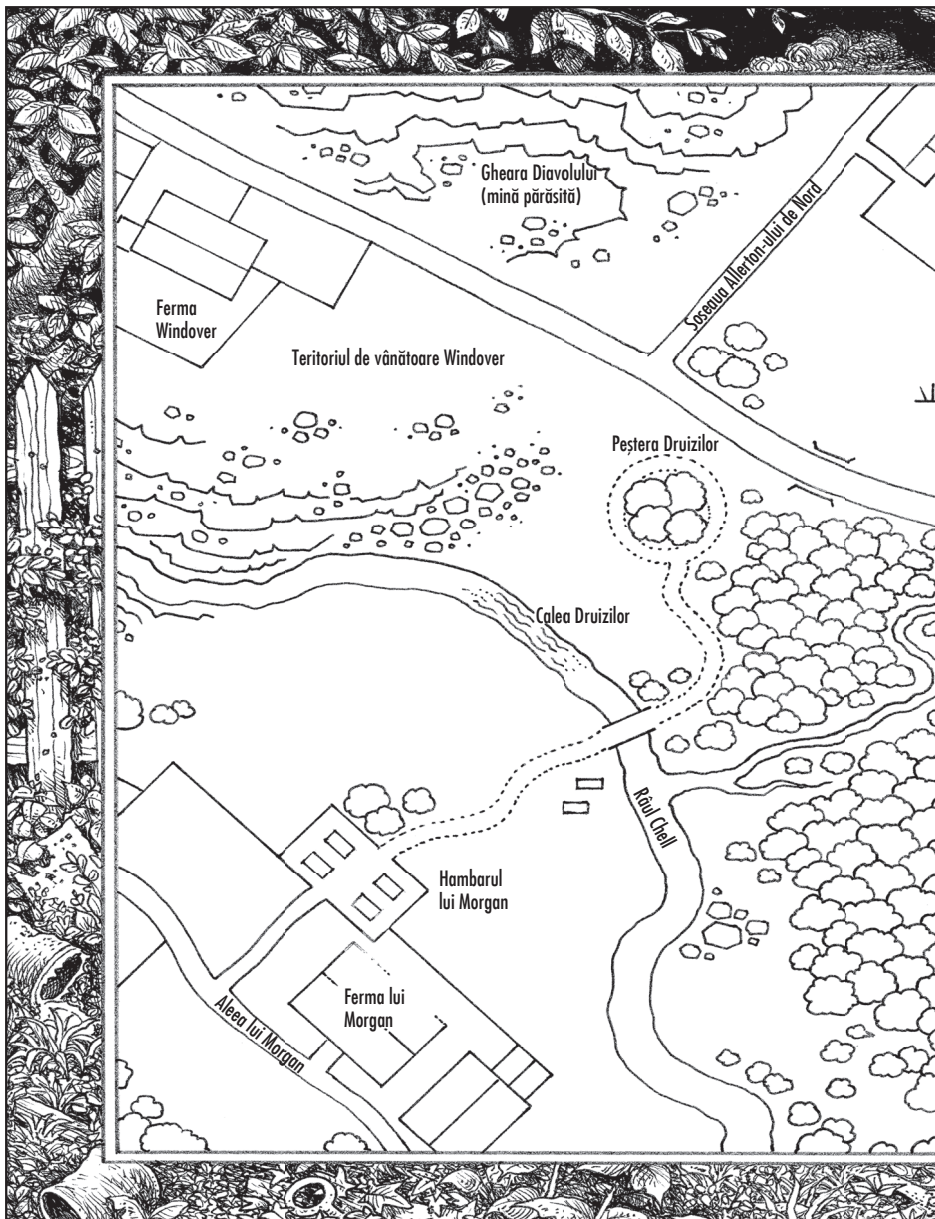 Gheara Diavolului
(mină părăsită)
Șoseaua Allerton-ului de Nord
Ferma
Windover
Teritoriul de vânătoare Windover
Peștera Druizilor
Calea Druizilor
Râul Chell
Hambarul
lui Morgan
Ferma lui
Morgan
Aleea lui Morgan